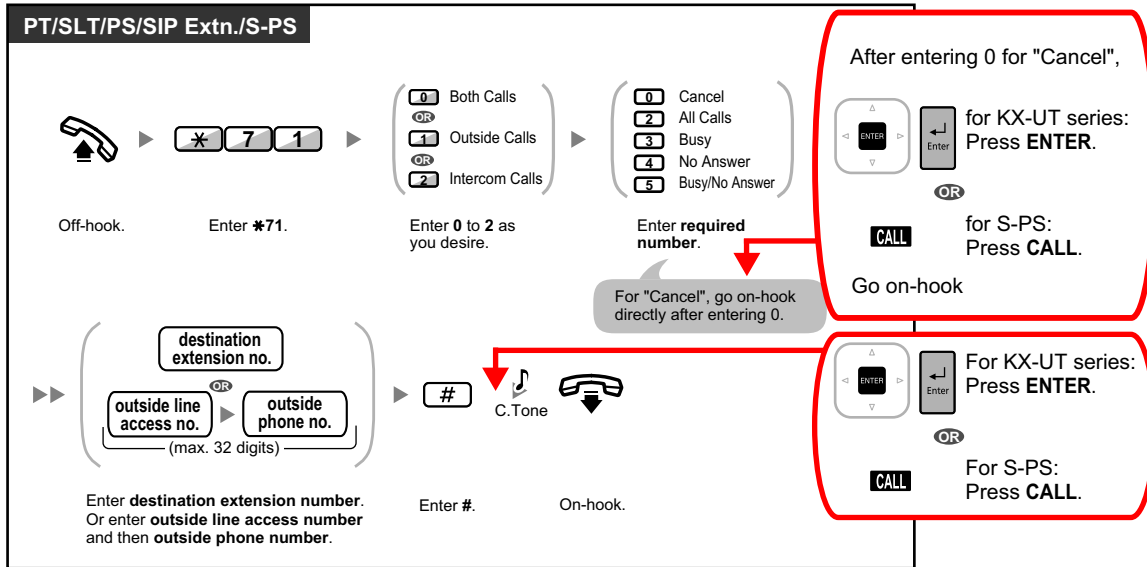 PT/SLT/PS/SIP Extn./S-PS
Off-hook.
✱ 7 1
Enter ✱71.
0 Both Calls
OR
1 Outside Calls
OR
2 Intercom Calls
Enter 0 to 2 as
you desire.
0 Cancel
2 All Calls
3 Busy
4 No Answer
5 Busy/No Answer
Enter required
number.
For "Cancel", go on-hook
directly after entering 0.
After entering 0 for "Cancel",
ENTER
Enter
for KX-UT series:
Press ENTER.
OR
CALL
for S-PS:
Press CALL.
Go on-hook
destination
extension no.
OR
outside line
access no.
outside
phone no.
(max. 32 digits)
Enter destination extension number.
Or enter outside line access number
and then outside phone number.
#
Enter #.
C.Tone
On-hook.
ENTER
Enter
For KX-UT series:
Press ENTER.
OR
CALL
For S-PS:
Press CALL.